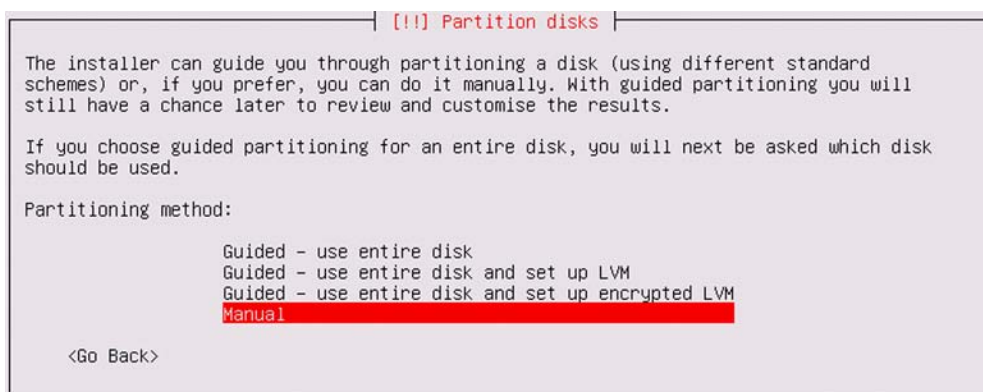 [!!] Partition disks
The installer can guide you through partitioning a disk (using different standard
schemes) or, if you prefer, you can do it manually. With guided partitioning you will
still have a chance later to review and customise the results.
If you choose guided partitioning for an entire disk, you will next be asked which disk
should be used.
Partitioning method:
Guided - use entire disk
Guided - use entire disk and set up LVM
Guided - use entire disk and set up encrypted LVM
Manual
<Go Back>